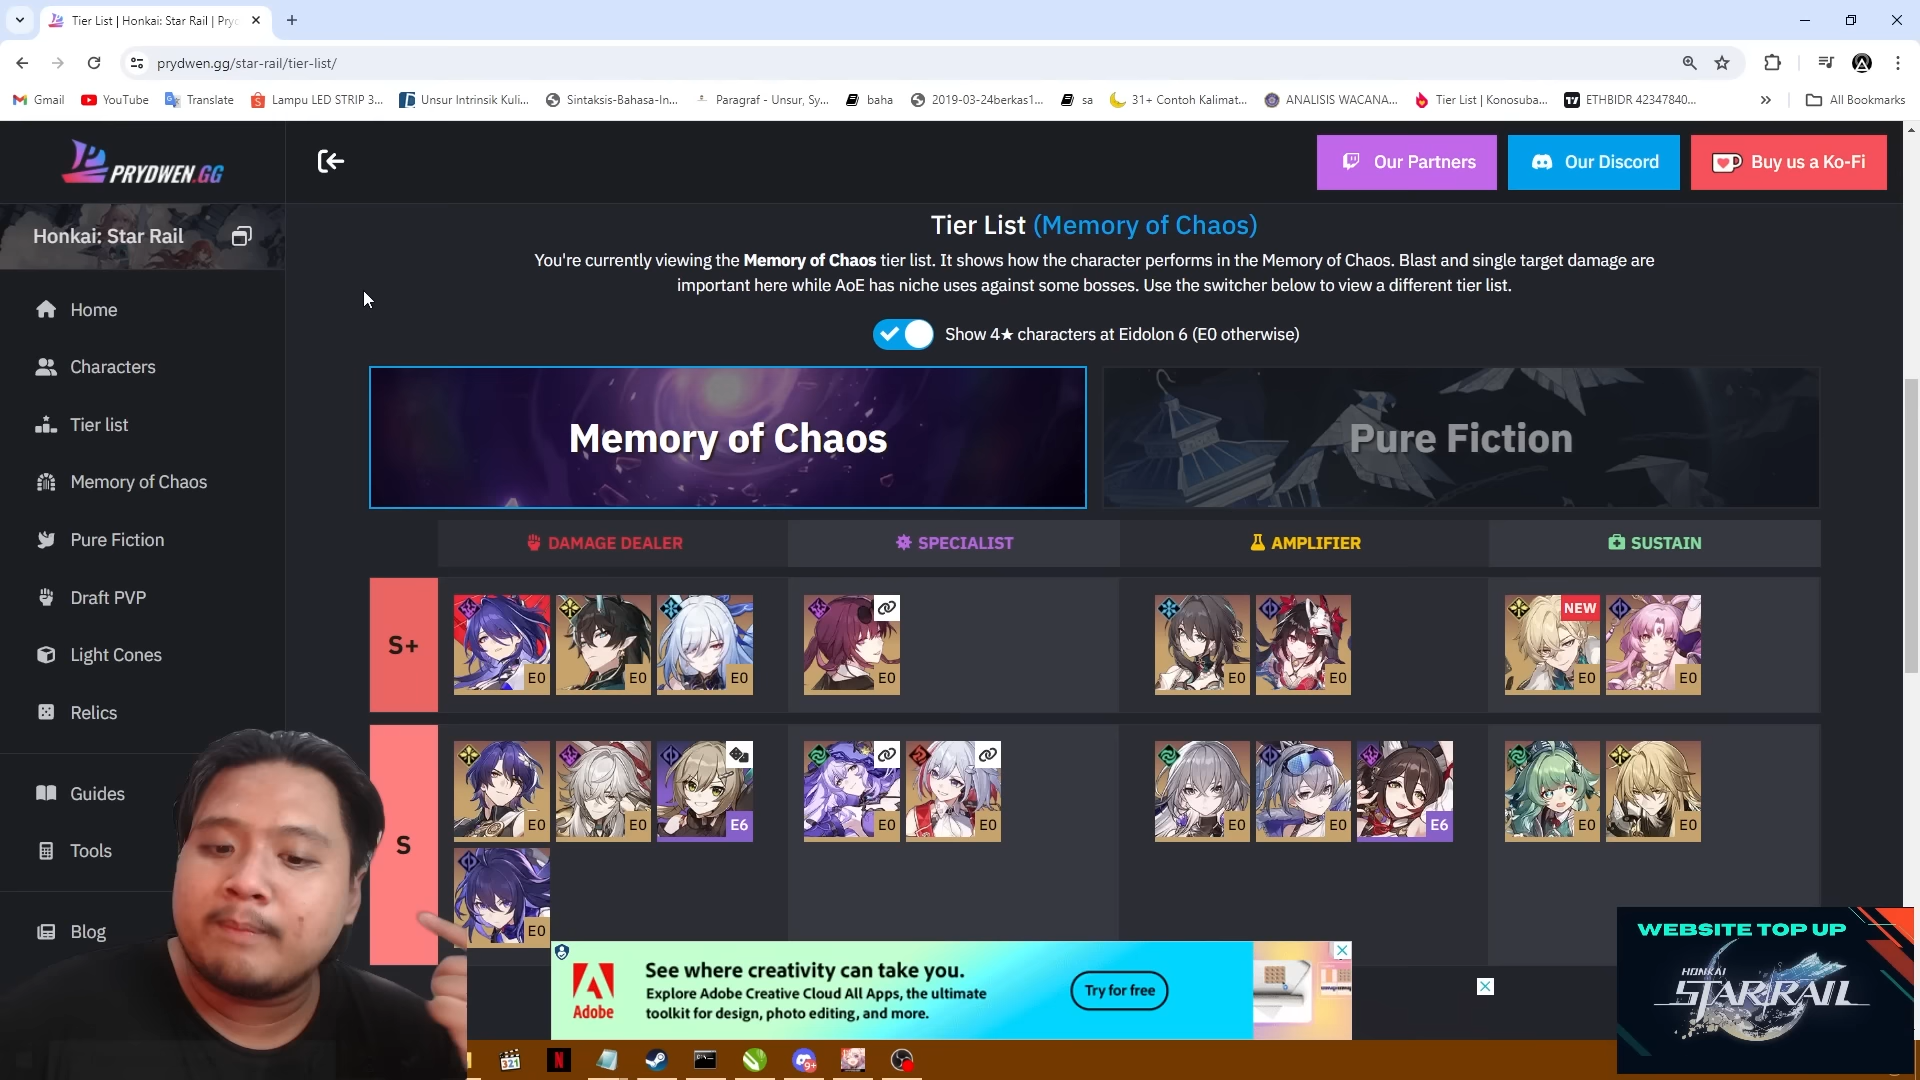 Tier List | Honkai: Star Rail | Pry
prydwen.gg/star-rail/tier-list/
Gmail
YouTube
Translate
Lampu LED STRIP 3...
Unsur Intrinsik Kuli...
Sintaksis-Bahasa-In...
Paragraf - Unsur, Sy...
baha
2019-03-24berkas1...
sa
31+ Contoh Kalimat...
ANALISIS WACANA...
Tier List | Konosuba...
ETHBIDR 42347840...
»
All Bookmarks
PRYDWEN.GG
Our Partners
Our Discord
Buy us a Ko-Fi
Honkai: Star Rail
Home
Characters
Tier list
Memory of Chaos
Pure Fiction
Draft PVP
Light Cones
Relics
Guides
Tools
Blog
Tier List (Memory of Chaos)
You're currently viewing the Memory of Chaos tier list. It shows how the character performs in the Memory of Chaos. Blast and single target damage are
important here while AoE has niche uses against some bosses. Use the switcher below to view a different tier list.
Show 4★ characters at Eidolon 6 (E0 otherwise)
Memory of Chaos
Pure Fiction
DAMAGE DEALER
SPECIALIST
AMPLIFIER
SUSTAIN
S+
E0
E0
E0
E0
E0
E0
NEW
E0
E0
S
E0
E0
E6
E0
E0
E0
E0
E6
E0
E0
E0
Adobe
See where creativity can take you.
Explore Adobe Creative Cloud All Apps, the ultimate
toolkit for design, photo editing, and more.
Try for free
WEBSITE TOP UP
HONKAI
STAR RAIL
321
N
9+